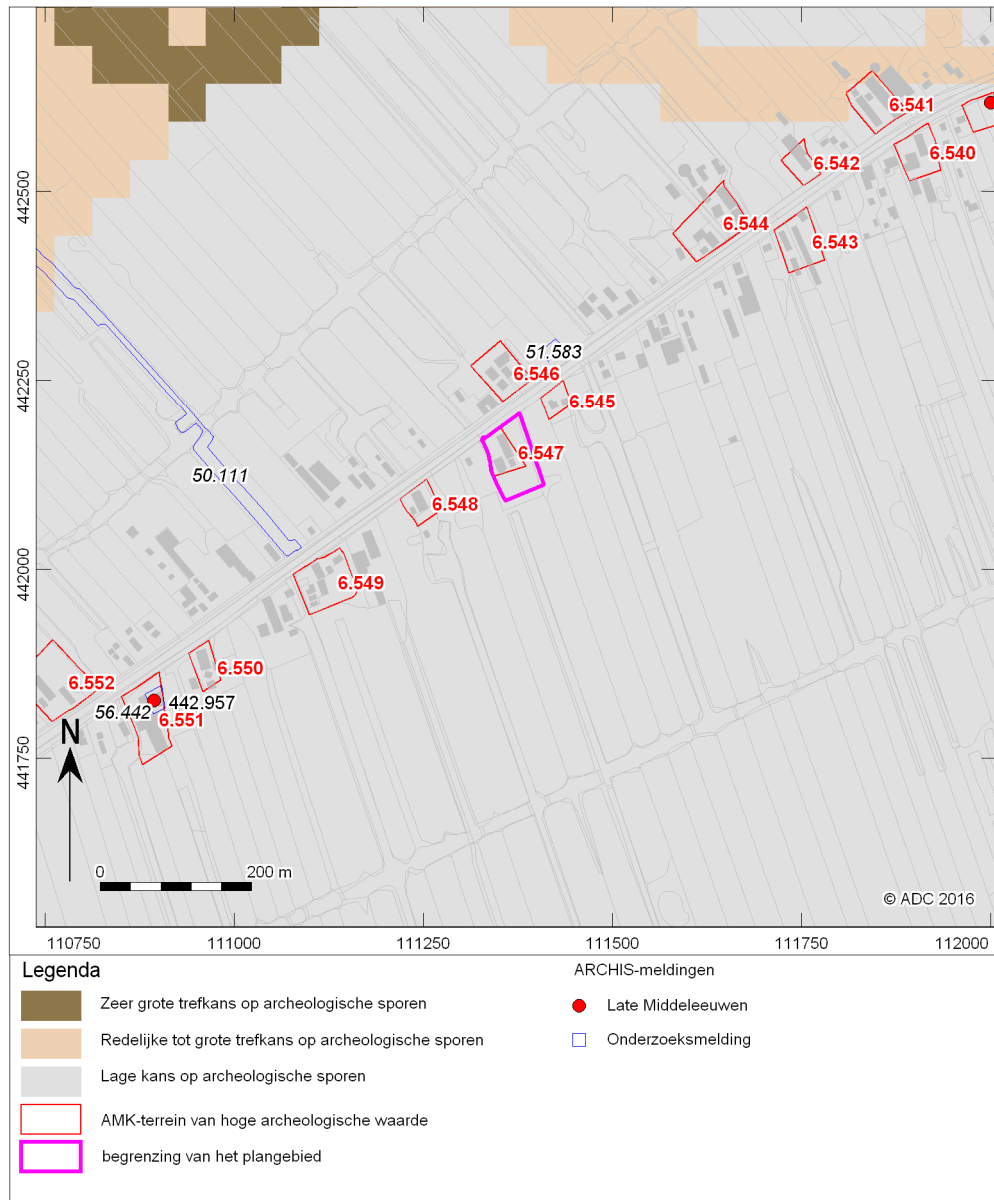 6.541
6.540
6.542
442500
6.544
6.543
51.583
6.546
442250
6.545
6.547
50.111
6.548
442000
6.549
6.550
6.552
442.957
56.442
6.551
N
441750
0 200 m
© ADC 2016
110750 111000 111250 111500 111750 112000
Legenda
ARCHIS-meldingen
Zeer grote trefkans op archeologische sporen
Late Middeleeuwen
Redelijke tot grote trefkans op archeologische sporen
Onderzoeksmelding
Lage kans op archeologische sporen
AMK-terrein van hoge archeologische waarde
begrenzing van het plangebied